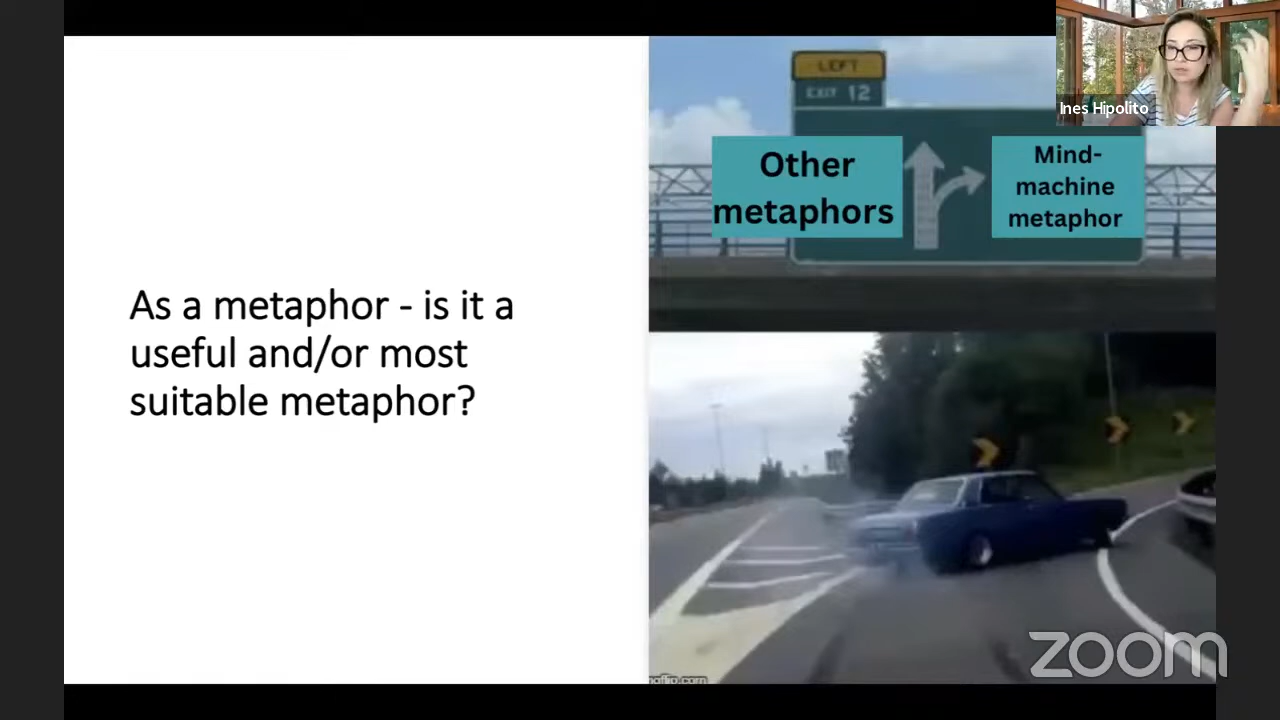 As a metaphor - is it a
useful and/or most
suitable metaphor?
LEFT
EXIT 12
Other
metaphors
Mind-
machine
metaphor
Ines Hipolito
zoom